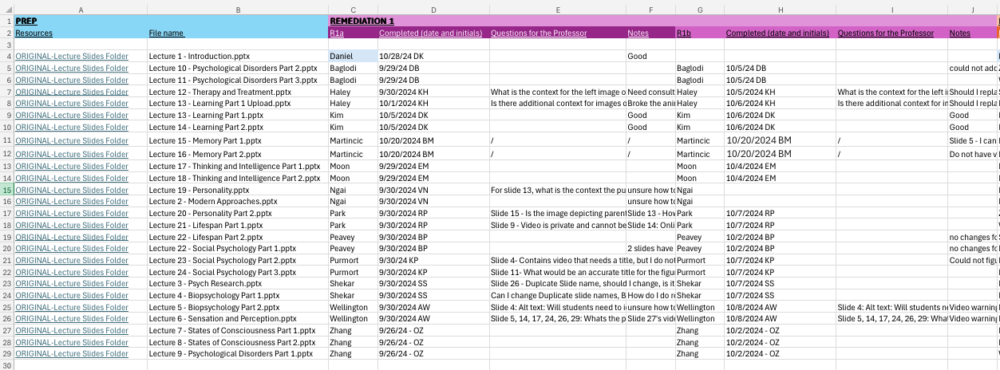 A B C D E F G H I J
1 PREP REMEDIATION 1
2 Resources File name R1a Completed (date and initials) Questions for the Professor Notes R1b Completed (date and initials) Questions for the Professor Notes
3
4 ORIGINAL-Lecture Slides Folder Lecture 1 - Introduction.pptx Daniel 10/28/24 DK Good
5 ORIGINAL-Lecture Slides Folder Lecture 10 - Psychological Disorders Part 2.pptx Baglodi 9/29/24 DB Baglodi 10/5/24 DB could not add
6 ORIGINAL-Lecture Slides Folder Lecture 11 - Psychological Disorders Part 3.pptx Baglodi 9/29/24 DB Bagłodi 10/5/24 DB
7 ORIGINAL-Lecture Slides Folder Lecture 12 - Therapy and Treatment.pptx Haley 9/30/2024 KH What is the context for the left image o Need consult Haley 10/5/2024 KH What is the context for the left i Should I repla
8 ORIGINAL-Lecture Slides Folder Lecture 13 - Learning Part 1 Upload.pptx Haley 10/1/2024 KH Is there additional context for images o Broke the ani Haley 10/6/2024 KH Is there additional context for in Should I repla
9 ORIGINAL-Lecture Slides Folder Lecture 13 - Learning Part 1.pptx Kim 10/5/2024 DK Good Kim 10/6/2024 DK Good
10 ORIGINAL-Lecture Slides Folder Lecture 14 - Learning Part 2.pptx Kim 10/5/2024 DK Good Kim 10/6/2024 DK Good
11 ORIGINAL-Lecture Slides Folder Lecture 15 - Memory Part 1.pptx Martincic 10/20/2024 BM / / Martincic 10/20/2024 BM / Slide 5 - I can
12 ORIGINAL-Lecture Slides Folder Lecture 16 - Memory Part 2.pptx Martincic 10/20/2024 BM / / Martincic 10/20/2024 BM / Do not have v
13 ORIGINAL-Lecture Slides Folder Lecture 17 - Thinking and Intelligence Part 1.pptx Moon 9/29/2024 EM Moon 10/4/2024 EM
14 ORIGINAL-Lecture Slides Folder Lecture 18 - Thinking and Intelligence Part 2.pptx Moon 9/29/2024 EM Moon 10/4/2024 EM
15 ORIGINAL-Lecture Slides Folder Lecture 19 - Personality.pptx Ngai 9/30/2024 VN For slide 13, what is the context the pu unsure how to Ngai
16 ORIGINAL-Lecture Slides Folder Lecture 2 - Modern Approaches.pptx Ngai 9/30/2024 VN unsure how to Ngai
17 ORIGINAL-Lecture Slides Folder Lecture 20 - Personality Part 2.pptx Park 9/30/2024 RP Slide 15 - Is the image depicting parent Slide 13 - How Park 10/7/2024 RP
18 ORIGINAL-Lecture Slides Folder Lecture 21 - Lifespan Part 1.pptx Park 9/30/2024 RP Slide 9 - Video is private and cannot be Slide 14: Onli Park 10/7/2024 RP
19 ORIGINAL-Lecture Slides Folder Lecture 22 - Lifespan Part 2.pptx Peavey 9/30/2024 BP Peavey 10/2/2024 BP no changes fo
20 ORIGINAL-Lecture Slides Folder Lecture 22 - Social Psychology Part 1.pptx Peavey 9/30/2024 BP 2 slides have Peavey 10/2/2024 BP no changes fo
21 ORIGINAL-Lecture Slides Folder Lecture 23 - Social Psychology Part 2.pptx Purmort 9/30/24 KP Slide 4- Contains video that needs a title, but I do not Purmort 10/7/2024 KP Could not figu
22 ORIGINAL-Lecture Slides Folder Lecture 24 - Social Psychology Part 3.pptx Purmort 9/30/2024 KP Slide 11- What would be an accurate title for the figu Purmort 10/7/2024 KP
23 ORIGINAL-Lecture Slides Folder Lecture 3 - Psych Research.pptx Shekar 9/30/2024 SS Slide 26 - Duplcate Slide name, should I change, is it Shekar 10/7/2024 SS
24 ORIGINAL-Lecture Slides Folder Lecture 4 - Biopsychology Part 1.pptx Shekar 9/30/2024 SS Can I change Duplicate slide names, B How do I do n Shekar 10/7/2024 SS
25 ORIGINAL-Lecture Slides Folder Lecture 5 - Biopsychology Part 2.pptx Wellington 9/30/2024 AW Slide 4: Alt text: Will students need to i unsure how to Wellington 10/8/2024 AW Slide 4: Alt text: Will students ne Video warning
26 ORIGINAL-Lecture Slides Folder Lecture 6 - Sensation and Perception.pptx Wellington 9/30/2024 AW Slide 5, 14, 17, 24, 26, 29: Whats the p Slide 27's vide Wellington 10/8/2024 AW Slide 5, 14, 17, 24, 26, 29: What Video warning
27 ORIGINAL-Lecture Slides Folder Lecture 7 - States of Consciousness Part 1.pptx Zhang 9/26/24 - OZ Zhang 10/2/2024 - OZ
28 ORIGINAL-Lecture Slides Folder Lecture 8 - States of Consciousness Part 2.pptx Zhang 9/26/24 - OZ Zhang 10/2/2024 - OZ
29 ORIGINAL-Lecture Slides Folder Lecture 9 - Psychological Disorders Part 1.pptx Zhang 9/26/24 - OZ Zhang 10/2/2024 - OZ
30